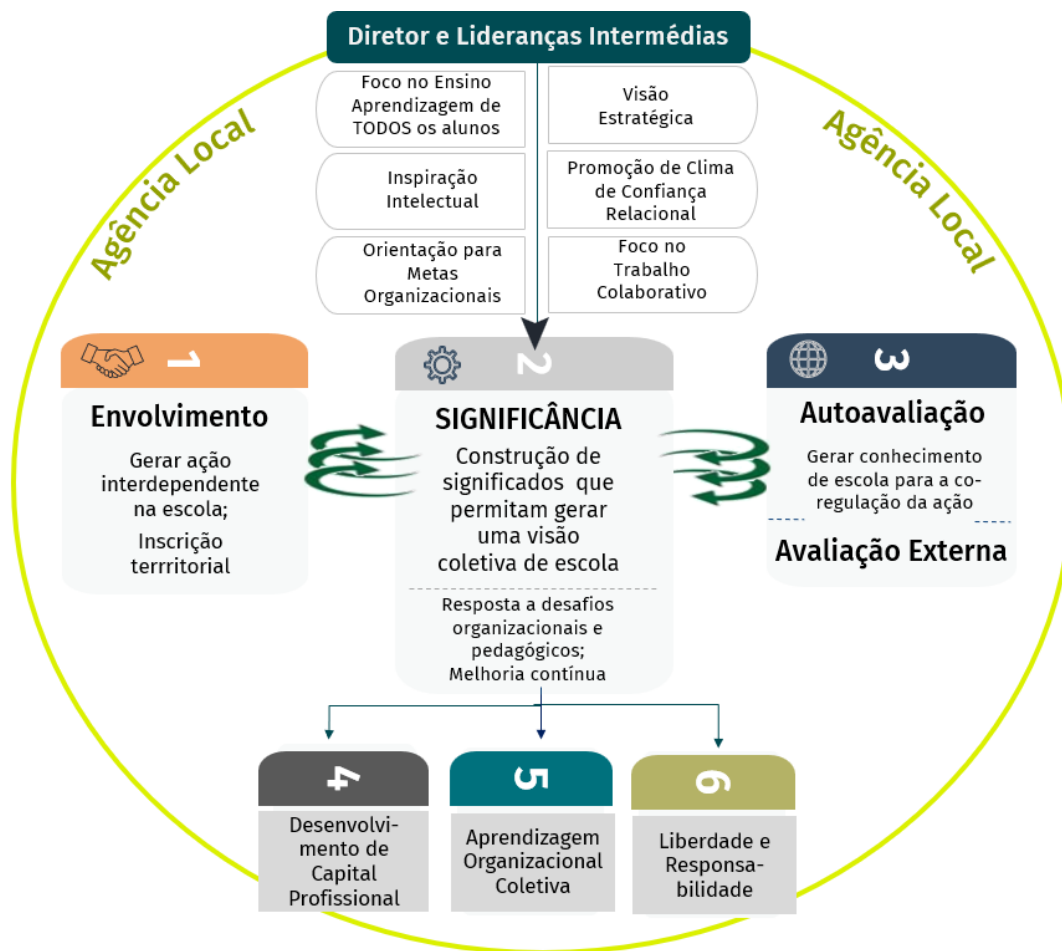 Diretor e Lideranças Intermédias
Agência Local
Agência Local
Foco no Ensino
Aprendizagem de
TODOS os alunos
Visão
Estratégica
Inspiração
Intelectual
Promoção de Clima
de Confiança
Relacional
Orientação para
Metas
Organizacionais
Foco no
Trabalho
Colaborativo
1
Envolvimento
Gerar ação
interdependente
na escola;
Inscrição
terrritorial
2
SIGNIFICÂNCIA
Construção de
significados que
permitam gerar
uma visão
coletiva de escola
Resposta a desafios
organizacionais e
pedagógicos;
Melhoria contínua
3
Autoavaliação
Gerar conhecimento
de escola para a co-
regulação da ação
Avaliação Externa
4
Desenvolvi-
mento de
Capital
Profissional
5
Aprendizagem
Organizacional
Coletiva
6
Liberdade e
Responsa-
bilidade